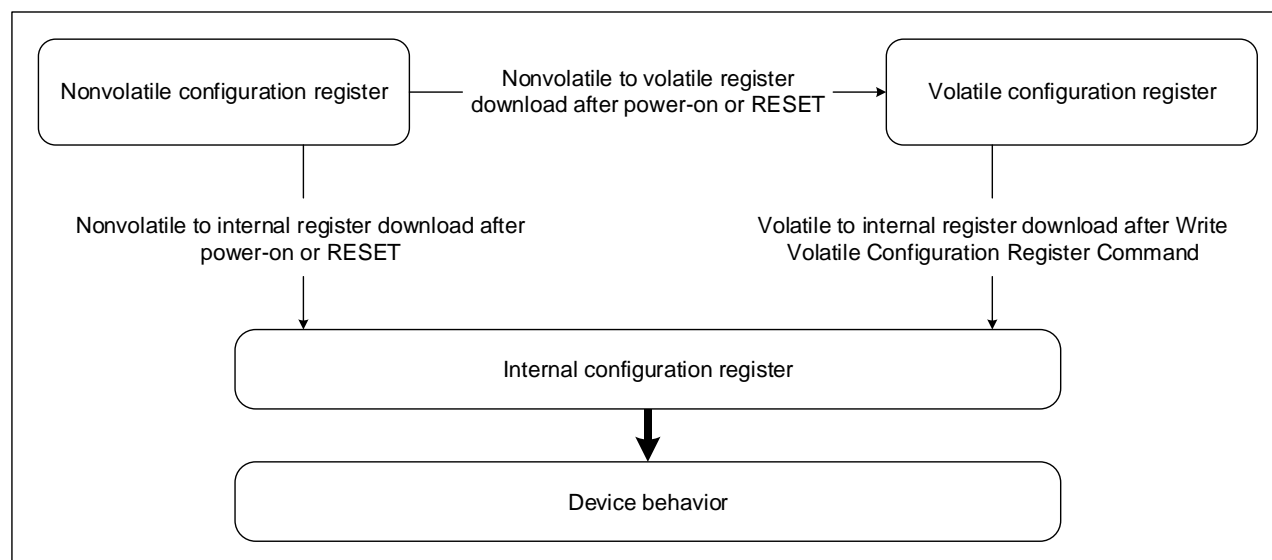 Nonvolatile configuration register
Nonvolatile to volatile register
download after power-on or RESET
Volatile configuration register
Nonvolatile to internal register download after
power-on or RESET
Volatile to internal register download after Write
Volatile Configuration Register Command
Internal configuration register
Device behavior